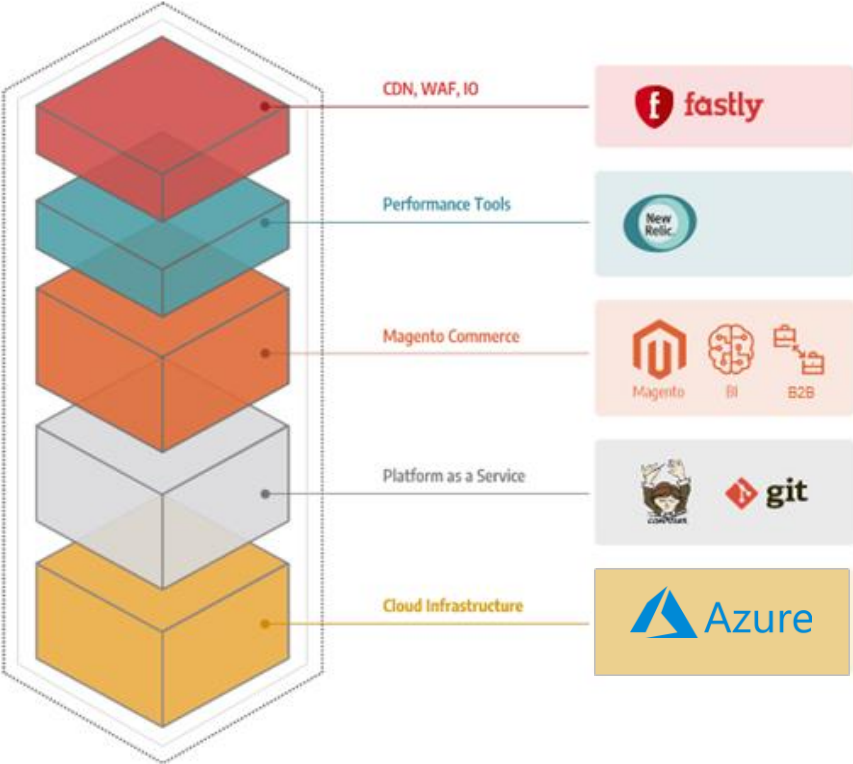 CDN, WAF, IO
fastly
Performance Tools
New
Relic.
Magento Commerce
Magento
BI
B2B
Platform as a Service
composer
git
Cloud Infrastructure
Azure